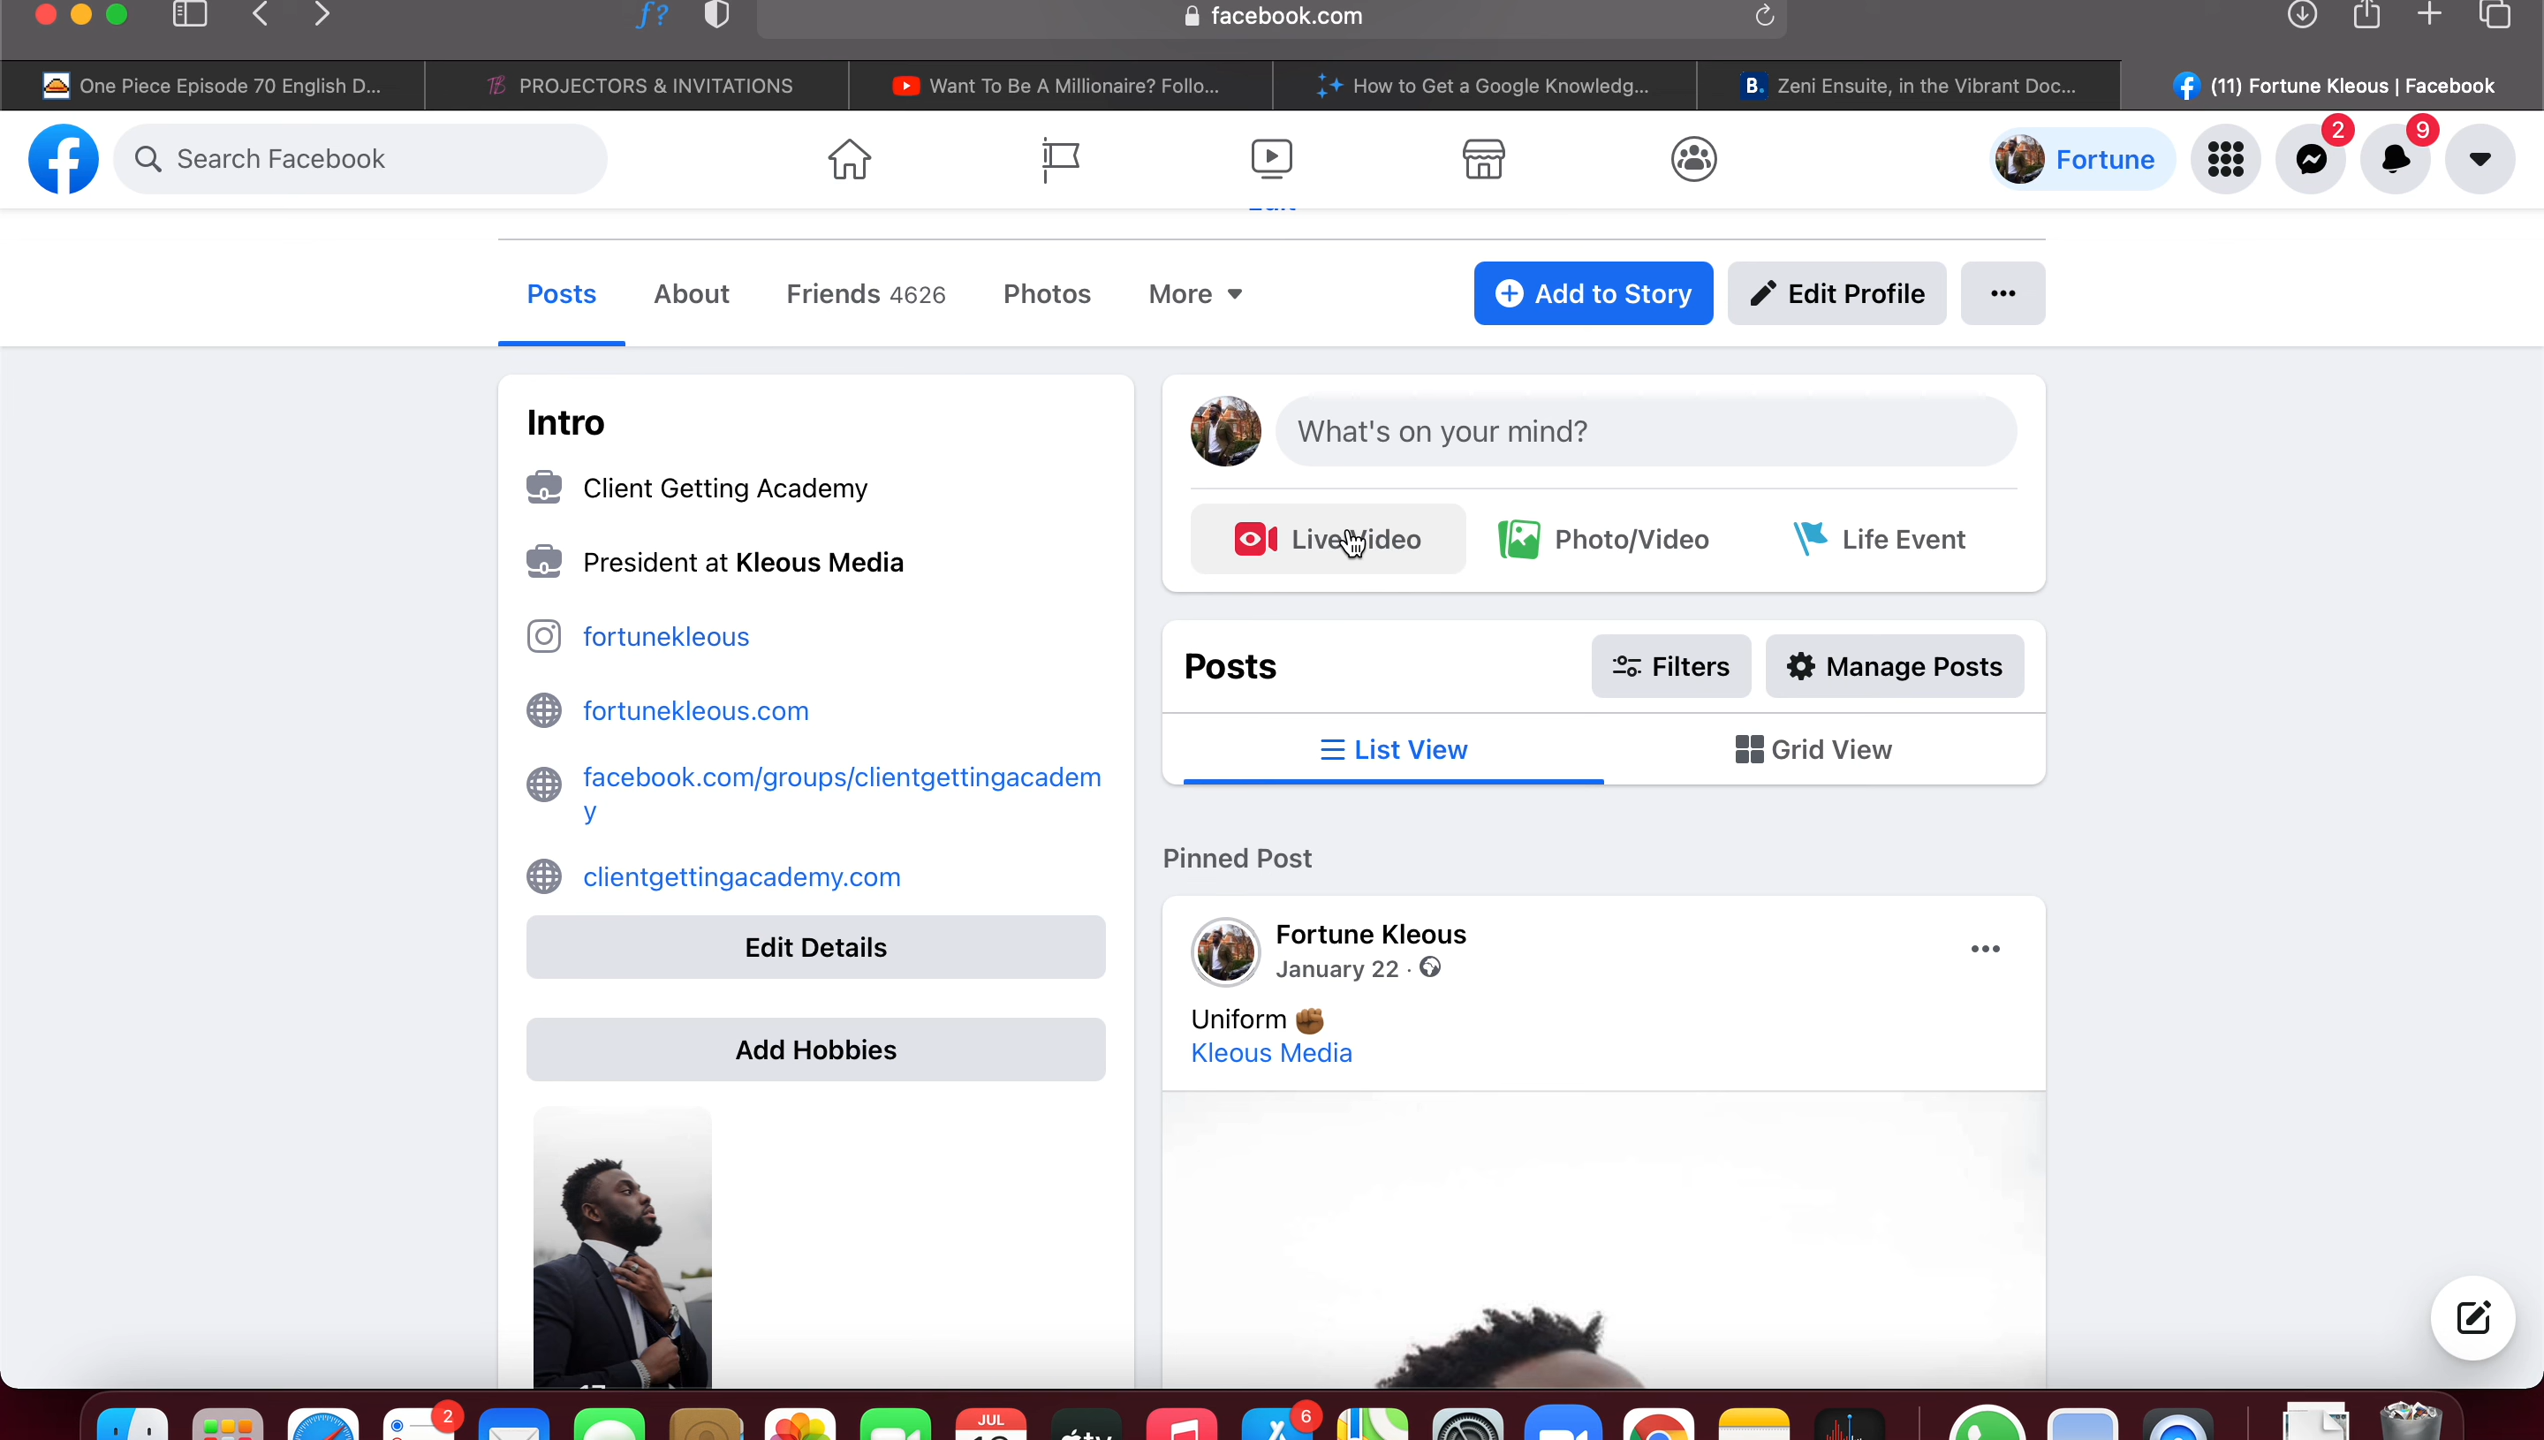 facebook.com
One Piece Episode 70 English D...
PROJECTORS & INVITATIONS
Want To Be A Millionaire? Follo...
How to Get a Google Knowledg...
B. Zeni Ensuite, in the Vibrant Doc...
(11) Fortune Kleous | Facebook
Search Facebook
Fortune
2
9
Posts
About
Friends 4626
Photos
More
Add to Story
Edit Profile
Intro
Client Getting Academy
President at Kleous Media
fortunekleous
fortunekleous.com
facebook.com/groups/clientgettingacadem
y
clientgettingacademy.com
Edit Details
Add Hobbies
What's on your mind?
Live Video
Photo/Video
Life Event
Posts
Filters
Manage Posts
List View
Grid View
Pinned Post
Fortune Kleous
January 22 ·
Uniform ✊🏾
Kleous Media
2
JUL
6